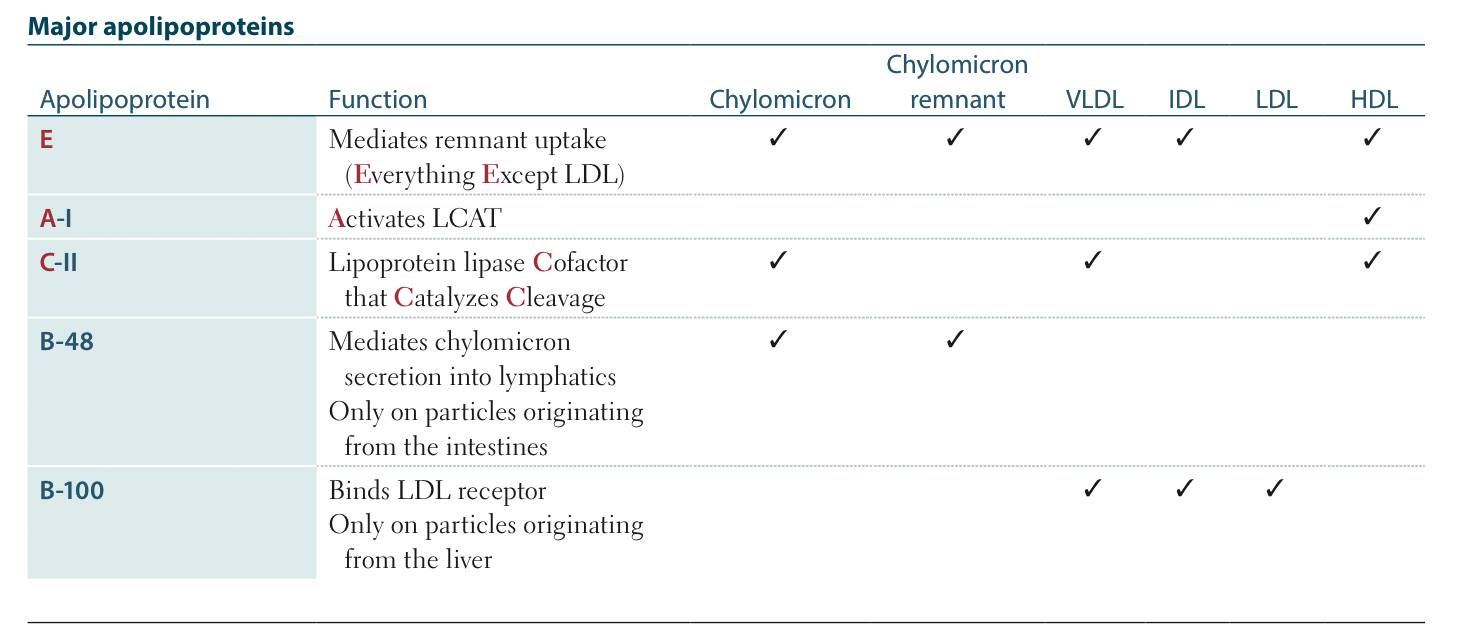 Major apolipoproteins
Chylomicron
Apolipoprotein Function Chylomicron remnant VLDL IDL LDL HDL
E Mediates remnant uptake ✓ ✓ ✓ ✓ ✓
(Everything Except LDL)
A-I Activates LCAT ✓
C-II Lipoprotein lipase Cofactor ✓ ✓ ✓
that Catalyzes Cleavage
B-48 Mediates chylomicron ✓ ✓
secretion into lymphatics
Only on particles originating
from the intestines
B-100 Binds LDL receptor ✓ ✓ ✓
Only on particles originating
from the liver